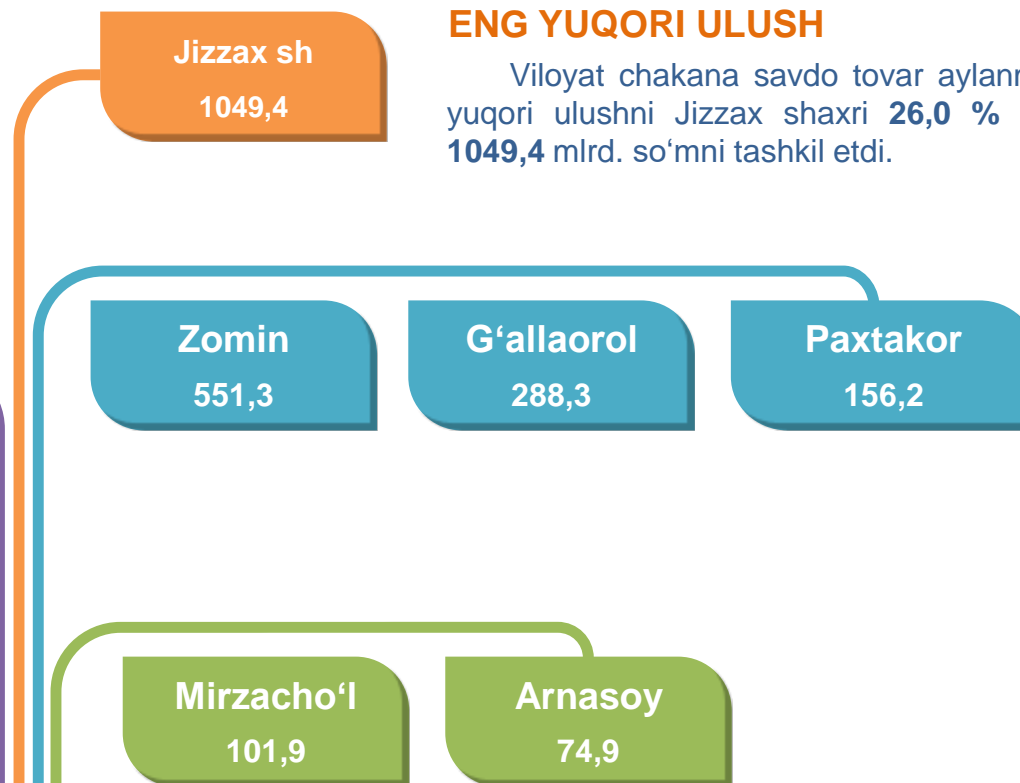 Jizzax sh
1049,4
ENG YUQORI ULUSH
Viloyat chakana savdo tovar
yuqori ulushni Jizzax shaxri 26,0 %
1049,4 mlrd. so‘mni tashkil etdi.
Zomin
551,3
G‘allaorol
288,3
Paxtakor
156,2
Mirzacho‘l
101,9
Arnasoy
74,9